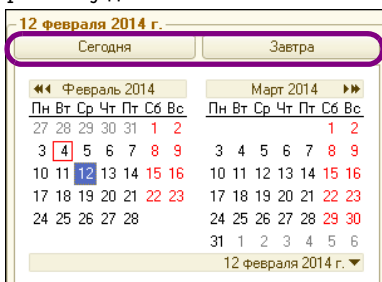 12 февраля 2014 г.
Сегодня Завтра
Февраль 2014 Март 2014
Пн Вт Ср Чт Пт Сб Вс Пн Вт Ср Чт Пт Сб Вс
27 28 29 30 31 1 2 1 2
3 4 5 6 7 8 9 3 4 5 6 7 8 9
10 11 12 13 14 15 16 10 11 12 13 14 15 16
17 18 19 20 21 22 23 17 18 19 20 21 22 23
24 25 26 27 28 24 25 26 27 28 29 30
31 1 2 3 4 5 6
12 февраля 2014 г.